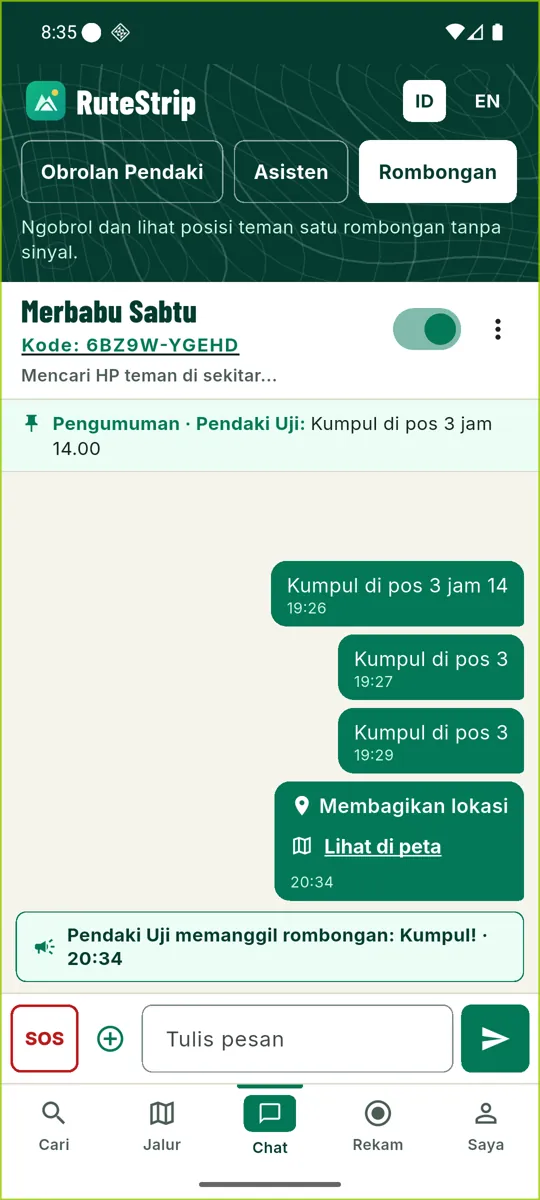 8:35
RuteStrip
ID EN
Obrolan Pendaki Asisten Rombongan
Ngobrol dan lihat posisi teman satu rombongan tanpa
sinyal.
Merbabu Sabtu
Kode: 6BZ9W-YGEHD
Mencari HP teman di sekitar...
Pengumuman · Pendaki Uji: Kumpul di pos 3 jam
14.00
Kumpul di pos 3 jam 14
19:26
Kumpul di pos 3
19:27
Kumpul di pos 3
19:29
Membagikan lokasi
Lihat di peta
20:34
Pendaki Uji memanggil rombongan: Kumpul! ·
20:34
SOS Tulis pesan
Cari Jalur Chat Rekam Saya